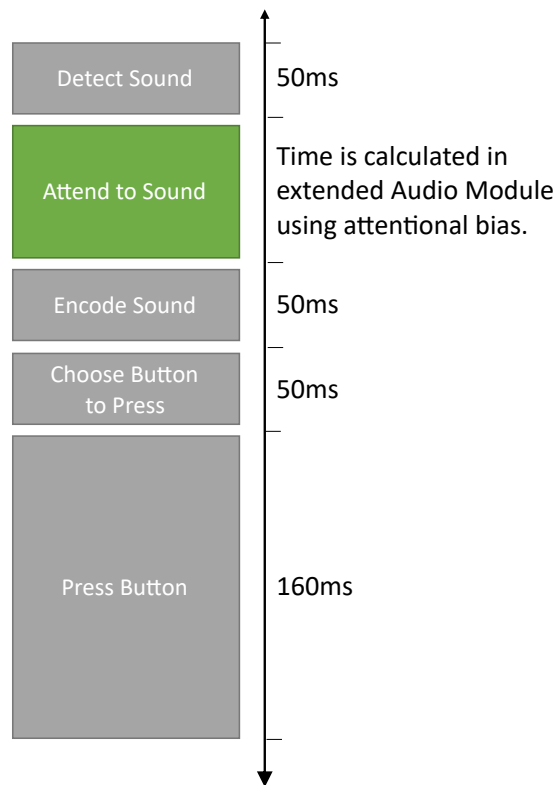 Detect Sound
50ms
Attend to Sound
Time is calculated in
extended Audio Module
using attentional bias.
Encode Sound
50ms
Choose Button
to Press
50ms
Press Button
160ms